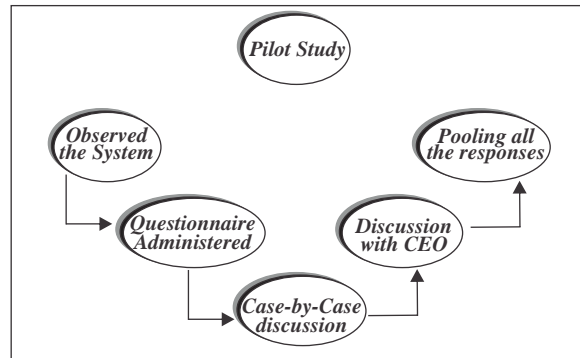 Pilot Study
Observed
the System
Questionnaire
Administered
Case-by-Case
discussion
Discussion
with CEO
Pooling all
the responses